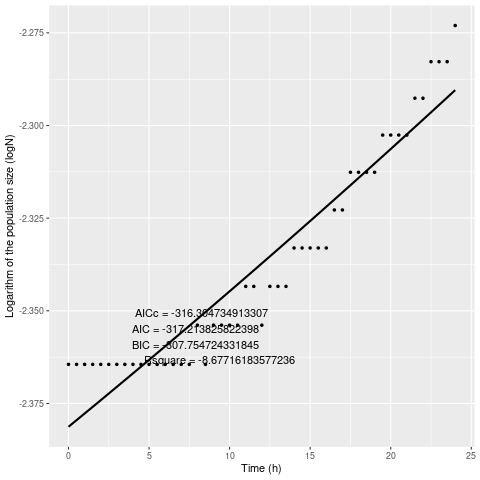 -2.275
-2.300
-2.325
-2.350
-2.375
Logarithm of the population size (logN)
AICc = -316.304734913307
AIC = -317.213825822398
BIC = -307.754724331845
Rsquare = -8.67716183577236
0
5
10
15
20
25
Time (h)